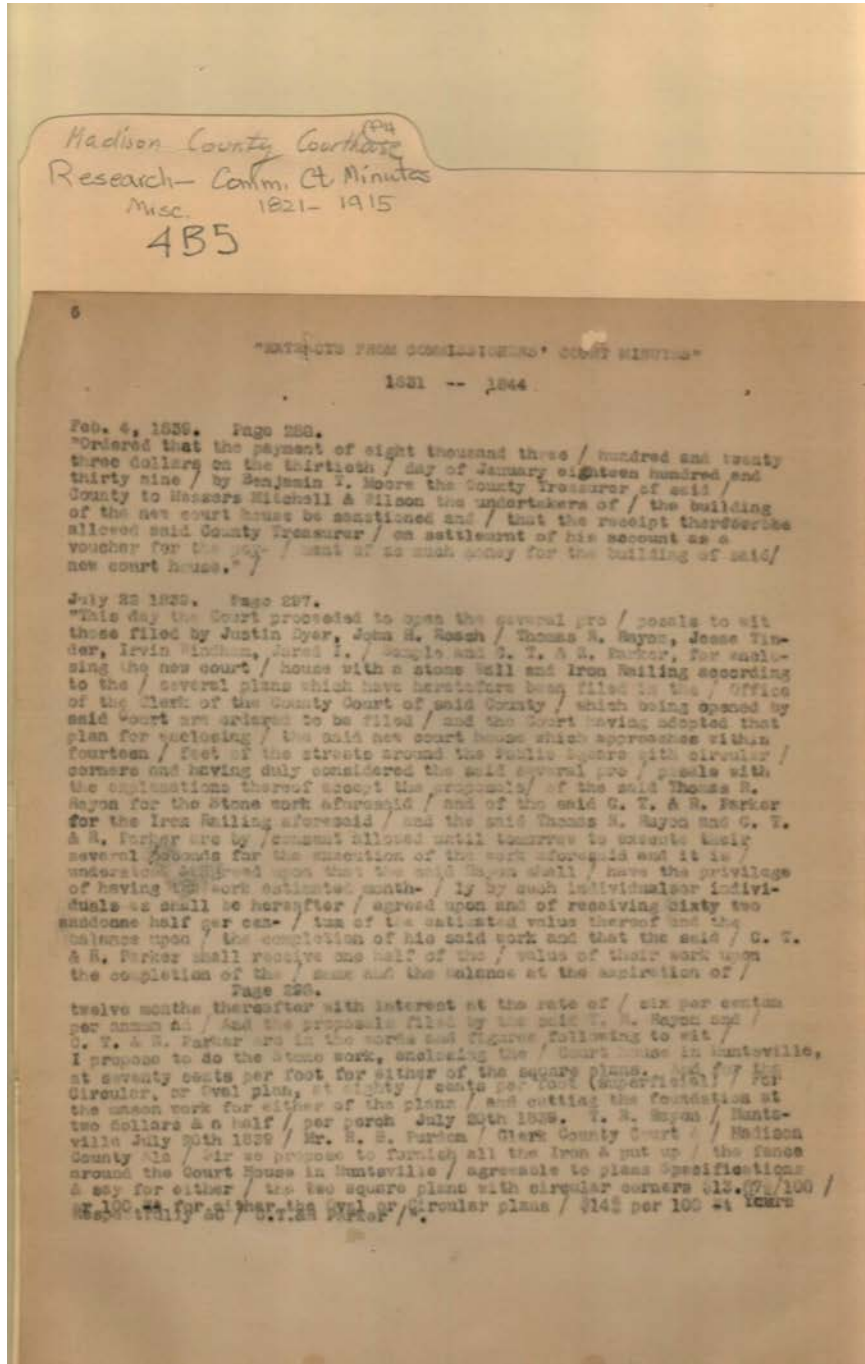 Madison County Courthouse
Research- Comm. Ct. Minutes
Misc. 1821- 1915
4B5
6
"EXTRACTS FROM COMMISSIONERS' COURT MINUTES"
1831 -- 1844
Feb. 4, 1839. Page 288.
"Ordered that the payment of eight thousand three / hundred and twenty
three dollars on the thirtieth / day of January eighteen hundred and
thirty nine / by Benjamin T. Moore the County Treasurer of said /
County to Messers Mitchell & Wilson the undertakers of / the building
of the new court house be sanctioned and / that the receipt
allowed said County Treasurer / on settlemnt of his account as a
voucher for the pay- / ment of so much money for the building of said/
new court house." /
July 22 1839. Page 297.
"This day the Court proceeded to open the several pro / posals to wit
those filed by Justin Dyer, John H. / Thomas R. Rayon, Jesse Tin-
der, Irvin Windham, Jared I. / Semple and C. T. & R. Parker, for enclo-
sing the new court / house with a stone Wall and Iron Railing according
to the / several plans which have heretofore been filed in the / Office
of the Clerk of the County Court of said County / which being opened by
said Court are ordered to be filed / and the Court having adopted that
plan for enclosing / the said new court house which approaches within
fourteen / feet of the streets around the Public Square with circular /
corners and having duly considered the said several pro / posals with
the explanations thereof accept the proposals/ of the said Thomas R.
Rayon for the Stone work aforesaid / and of the said C. T. & R. Parker
for the Iron Railing aforesaid / and the said Thomas R. Rayon and C. T.
& R. Parker are by /consent allowed until tomorrow to execute their
several bonds for the execution of the work aforesaid and it is /
understood upon that the said Rayon shall / have the privilege
of having the work estimated month- / ly by such individualsor indivi-
duals as shall be hereafter / agreed upon and of receiving sixty two
half per cen- / tum of the estimated value thereof and the
balance upon / the completion of his said work and that the said / C. T.
& R. Parker shall receive one half of the / value of their work upon
the completion of the / same and the balance at the expiration of /
Page 298.
twelve months thereafter with interest at the rate of / six per centum
per annum / And the proposals filed by the said T. R. Rayon and /
C. T. & R. Parker are in the words and figures following to wit /
I propose to do the Stone work, enclosing the / Court house in Huntsville,
at seventy cents per foot for either of the square plans. And for the
Circular, or Oval plan, at eighty / cents per foot (superficial) / For
the mason work for either of the plans / and cutting the foundation at
two dollars & n half / per perch July 20th 1839. T. R. Rayon / Hunts-
ville July 20th 1839 / Mr. R. B. Purdom / Clerk County Court / Madison
County Ala / Sir we propose to furnish all the Iron & put up / the fence
around the Court House in Huntsville / agreeable to plans Specifications
& say for either / the two square plans with circular corners /
for either the Oval or Circular plans / per 100 Yours
Respectfully